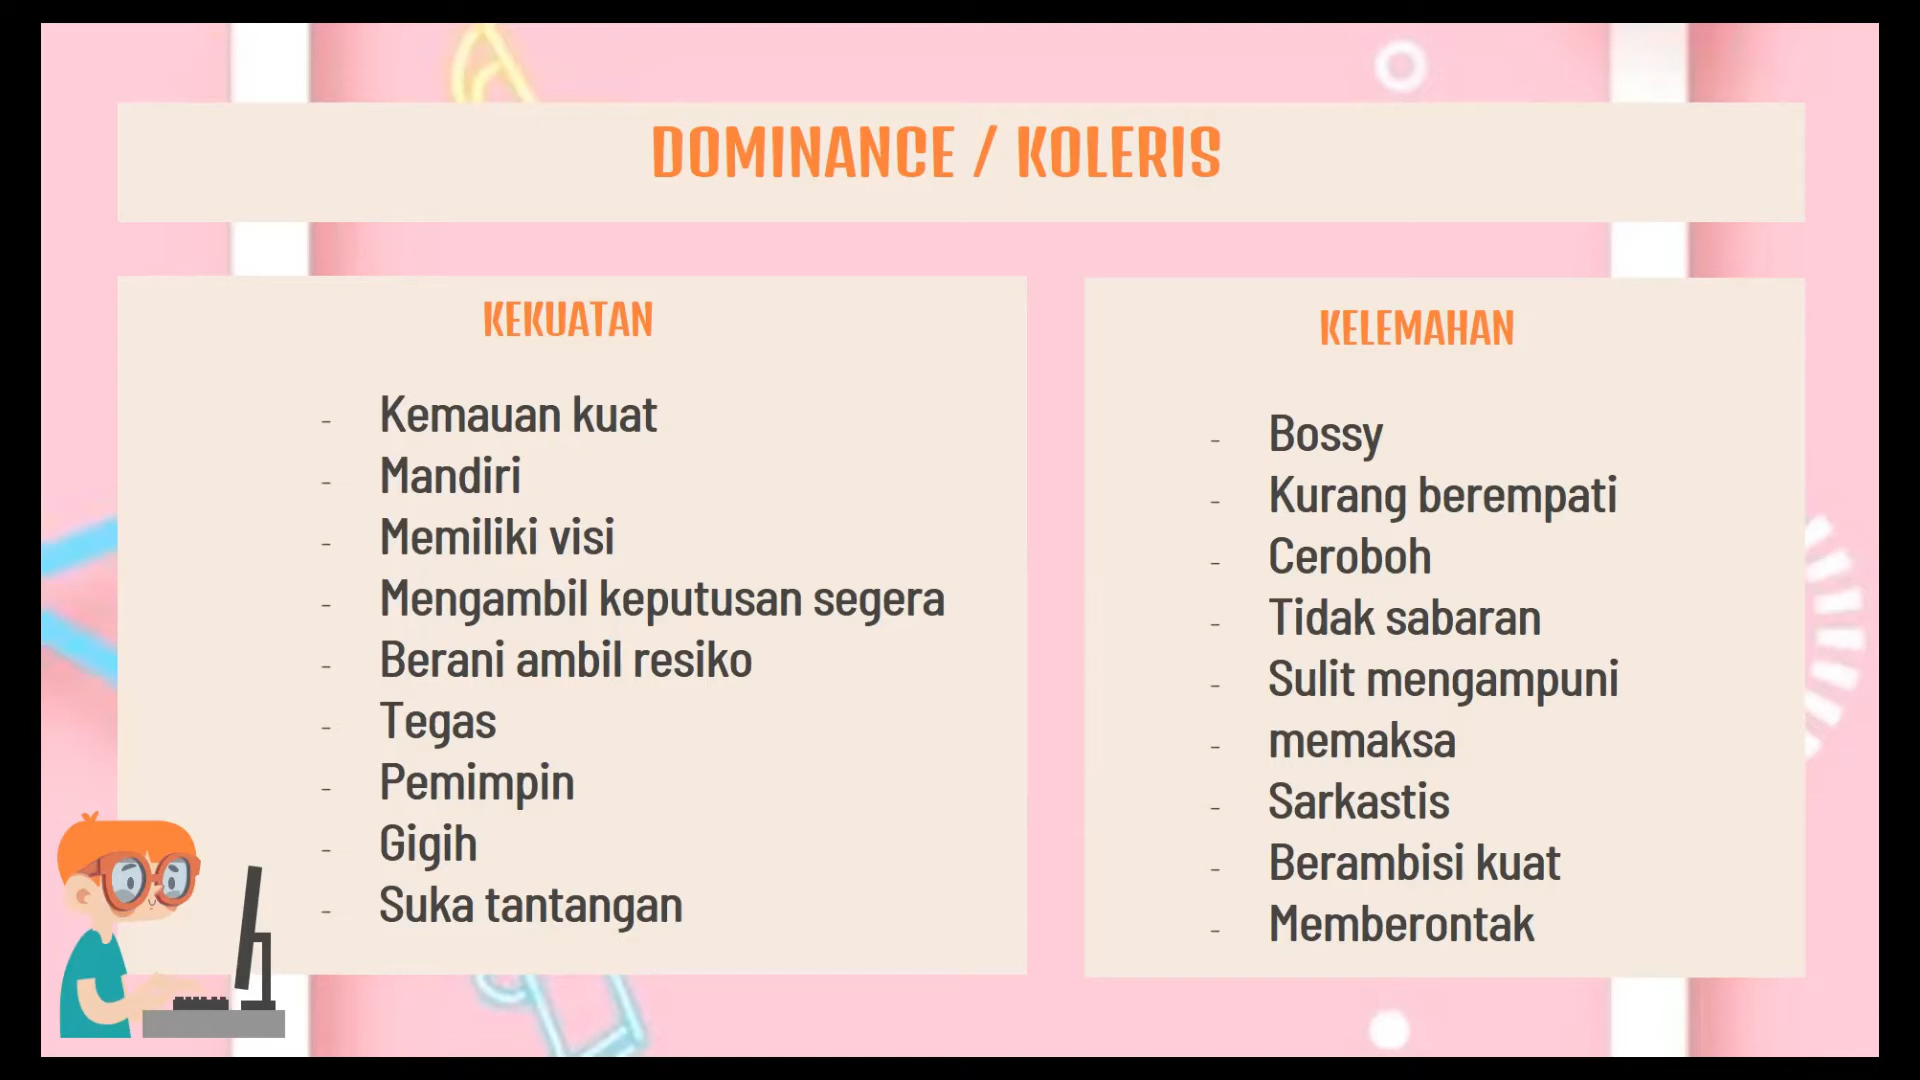 DOMINANCE / KOLERIS
KEKUATAN
- Kemauan kuat
- Mandiri
- Memiliki visi
- Mengambil keputusan segera
- Berani ambil resiko
- Tegas
- Pemimpin
- Gigih
- Suka tantangan
KELEMAHAN
- Bossy
- Kurang berempati
- Ceroboh
- Tidak sabaran
- Sulit mengampuni
- memaksa
- Sarkastis
- Berambisi kuat
- Memberontak